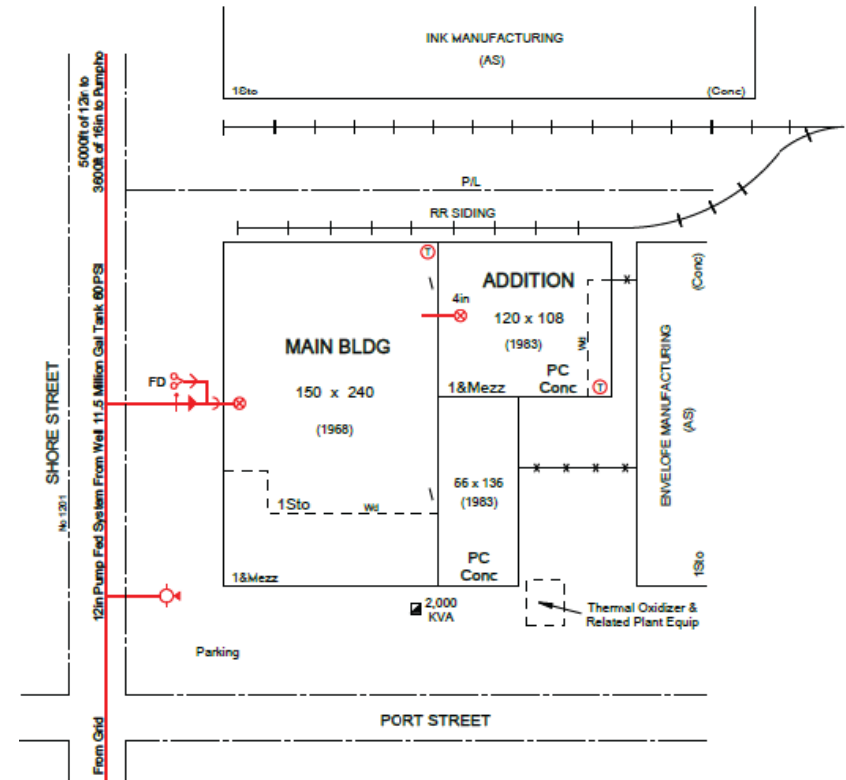 INK MANUFACTURING
(AS)
1Sto
(Conc)
5000ft of 12in to
3600ft of 16in to Pumpho
P/L
RR SIDING
T
ADDITION
4in
120 x 108
(1983)
Wd
PC
Conc
1&Mezz
T
(Conc)
MAIN BLDG
150 x 240
(1968)
FD
SHORE STREET
No 1201
12in Pump Fed System From Well 11.5 Million Gal Tank 60 PSI
ENVELOPE MANUFACTURING
(AS)
1Sto
66 x 136
(1983)
1Sto
Wd
PC
Conc
1&Mezz
2,000
KVA
Thermal Oxidizer &
Related Plant Equip
Parking
PORT STREET
From Grid